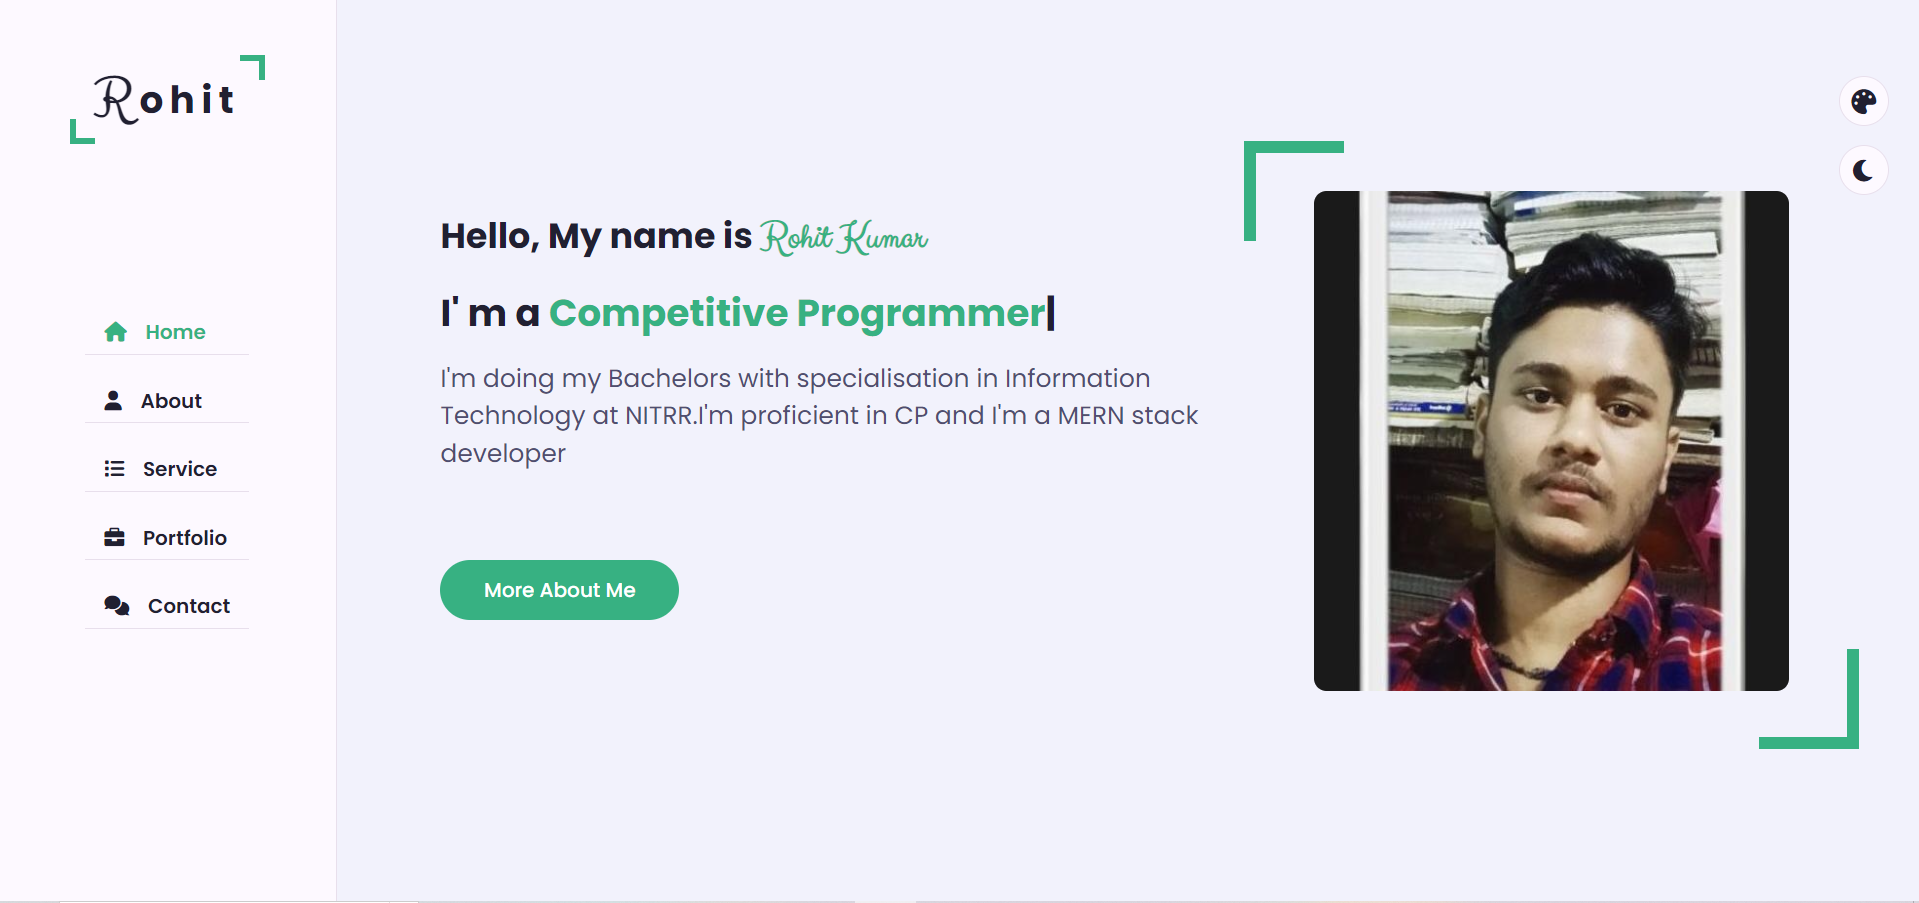 Rohit
Home
About
Service
Portfolio
Contact
Hello, My name is Rohit Kumar
I' m a Competitive Programmer
I'm doing my Bachelors with specialisation in Information
Technology at NITRR.I'm proficient in CP and I'm a MERN stack
developer
More About Me